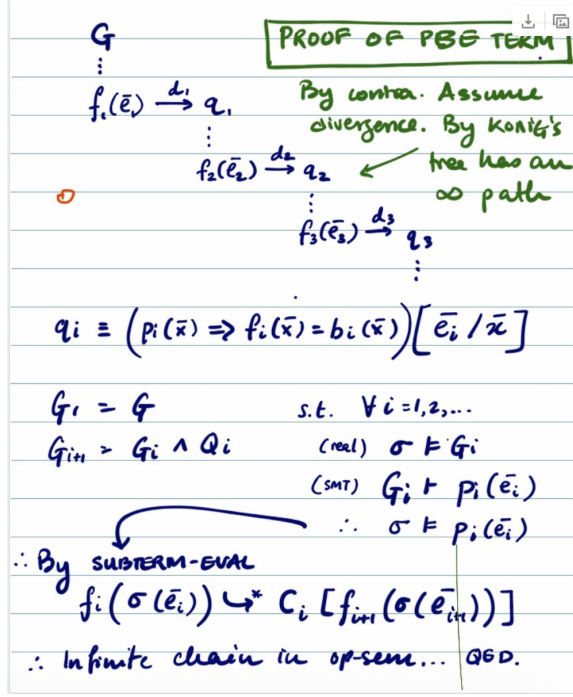 G
PROOF OF PBE TERM
⋮
f₁(ē₁) —d₁→ q₁
By contra. Assume
divergence. By KONIG's
⋮
f₂(ē₂) —d₂→ q₂
tree has an
∞ path
⋮
f₃(ē₃) —d₃→ q₃
⋮
qi ≡ (pi(x̄) => fi(x̄) = bi(x̄))[ēi/x̄]
G₁ = G s.t. ∀i=1,2,...
Gi+1 = Gi ∧ Qi (real) σ ⊨ Gi
(SMT) Gi ⊢ pi(ēi)
∴ σ ⊨ pi(ēi)
∴ By SUBTERM-EVAL
fi(σ(ēi)) ↪* Ci[fi+1(σ(ēi+1))]
∴ Infinite chain in op-sem... QED.